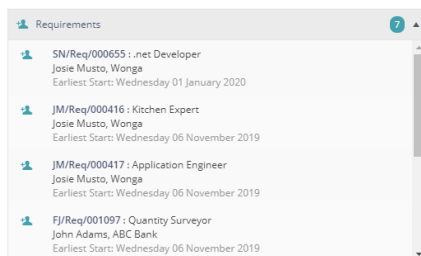 Requirements 7
SN/Req/000655 : .net Developer
Josie Musto, Wonga
Earliest Start: Wednesday 01 January 2020
JM/Req/000416 : Kitchen Expert
Josie Musto, Wonga
Earliest Start: Wednesday 06 November 2019
JM/Req/000417 : Application Engineer
Josie Musto, Wonga
Earliest Start: Wednesday 06 November 2019
FJ/Req/001097 : Quantity Surveyor
John Adams, ABC Bank
Earliest Start: Wednesday 06 November 2019